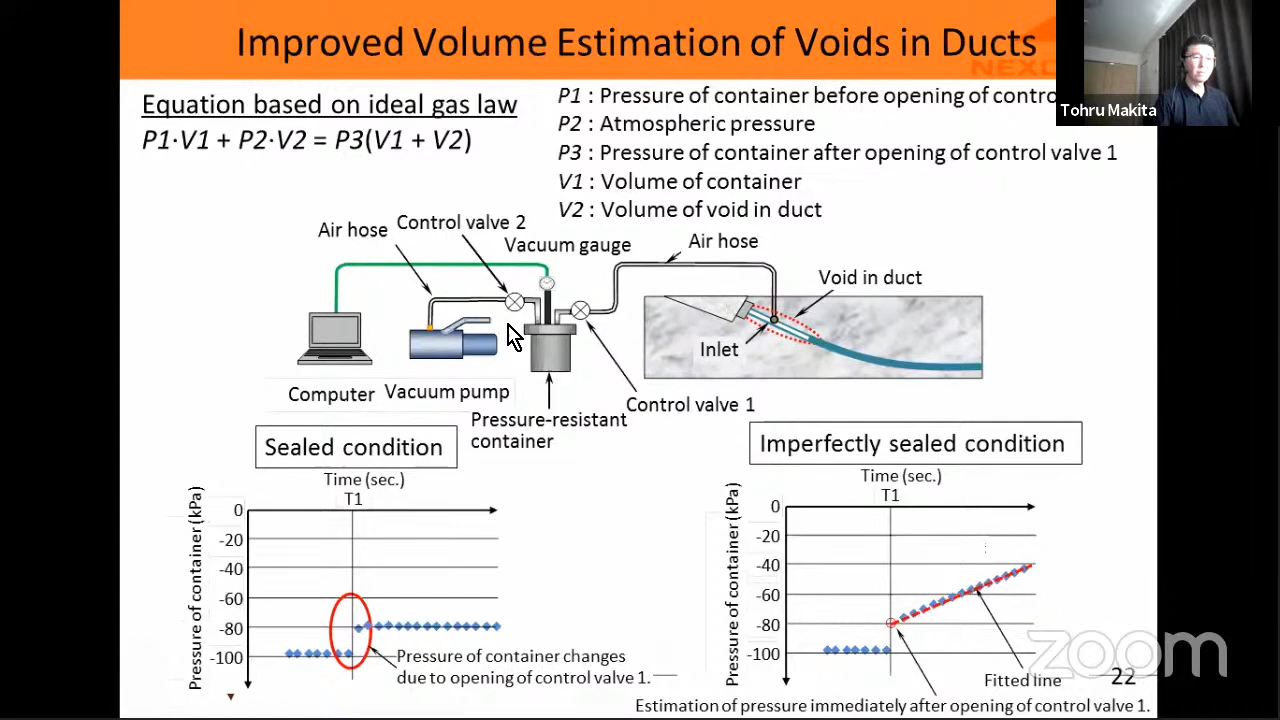 Improved Volume Estimation of Voids in Ducts
NEXCO
Tohru Makita
Equation based on ideal gas law
P1·V1 + P2·V2 = P3(V1 + V2)
P1 : Pressure of container before opening of contro
P2 : Atmospheric pressure
P3 : Pressure of container after opening of control valve 1
V1 : Volume of container
V2 : Volume of void in duct
Air hose
Control valve 2
Vacuum gauge
Air hose
Void in duct
Inlet
Computer
Vacuum pump
Pressure-resistant
container
Control valve 1
Sealed condition
Time (sec.)
T1
Pressure of container (kPa)
0
-20
-40
-60
-80
-100
Pressure of container changes
due to opening of control valve 1.
Imperfectly sealed condition
Time (sec.)
T1
Pressure of container (kPa)
0
-20
-40
-60
-80
-100
Fitted line
Estimation of pressure immediately after opening of control valve 1.
zoom
22